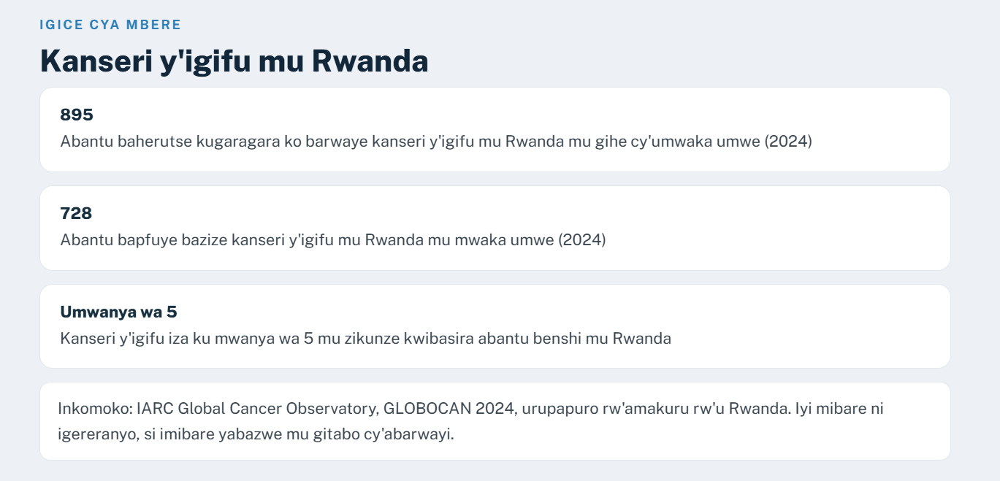 IGICE CYA MBERE
Kanseri y'igifu mu Rwanda
895
Abantu baherutse kugaragara ko barwaye kanseri y'igifu mu Rwanda mu gihe cy'umwaka umwe (2024)
728
Abantu bapfuye bazize kanseri y'igifu mu Rwanda mu mwaka umwe (2024)
Umwanya wa 5
Kanseri y'igifu iza ku mwanya wa 5 mu zikunze kwibasira abantu benshi mu Rwanda
Inkomoko: IARC Global Cancer Observatory, GLOBOCAN 2024, urupapuro rw'amakuru rw'u Rwanda. Iyi mibare ni
igereranyo, si imibare yabazwe mu gitabo cy'abarwayi.